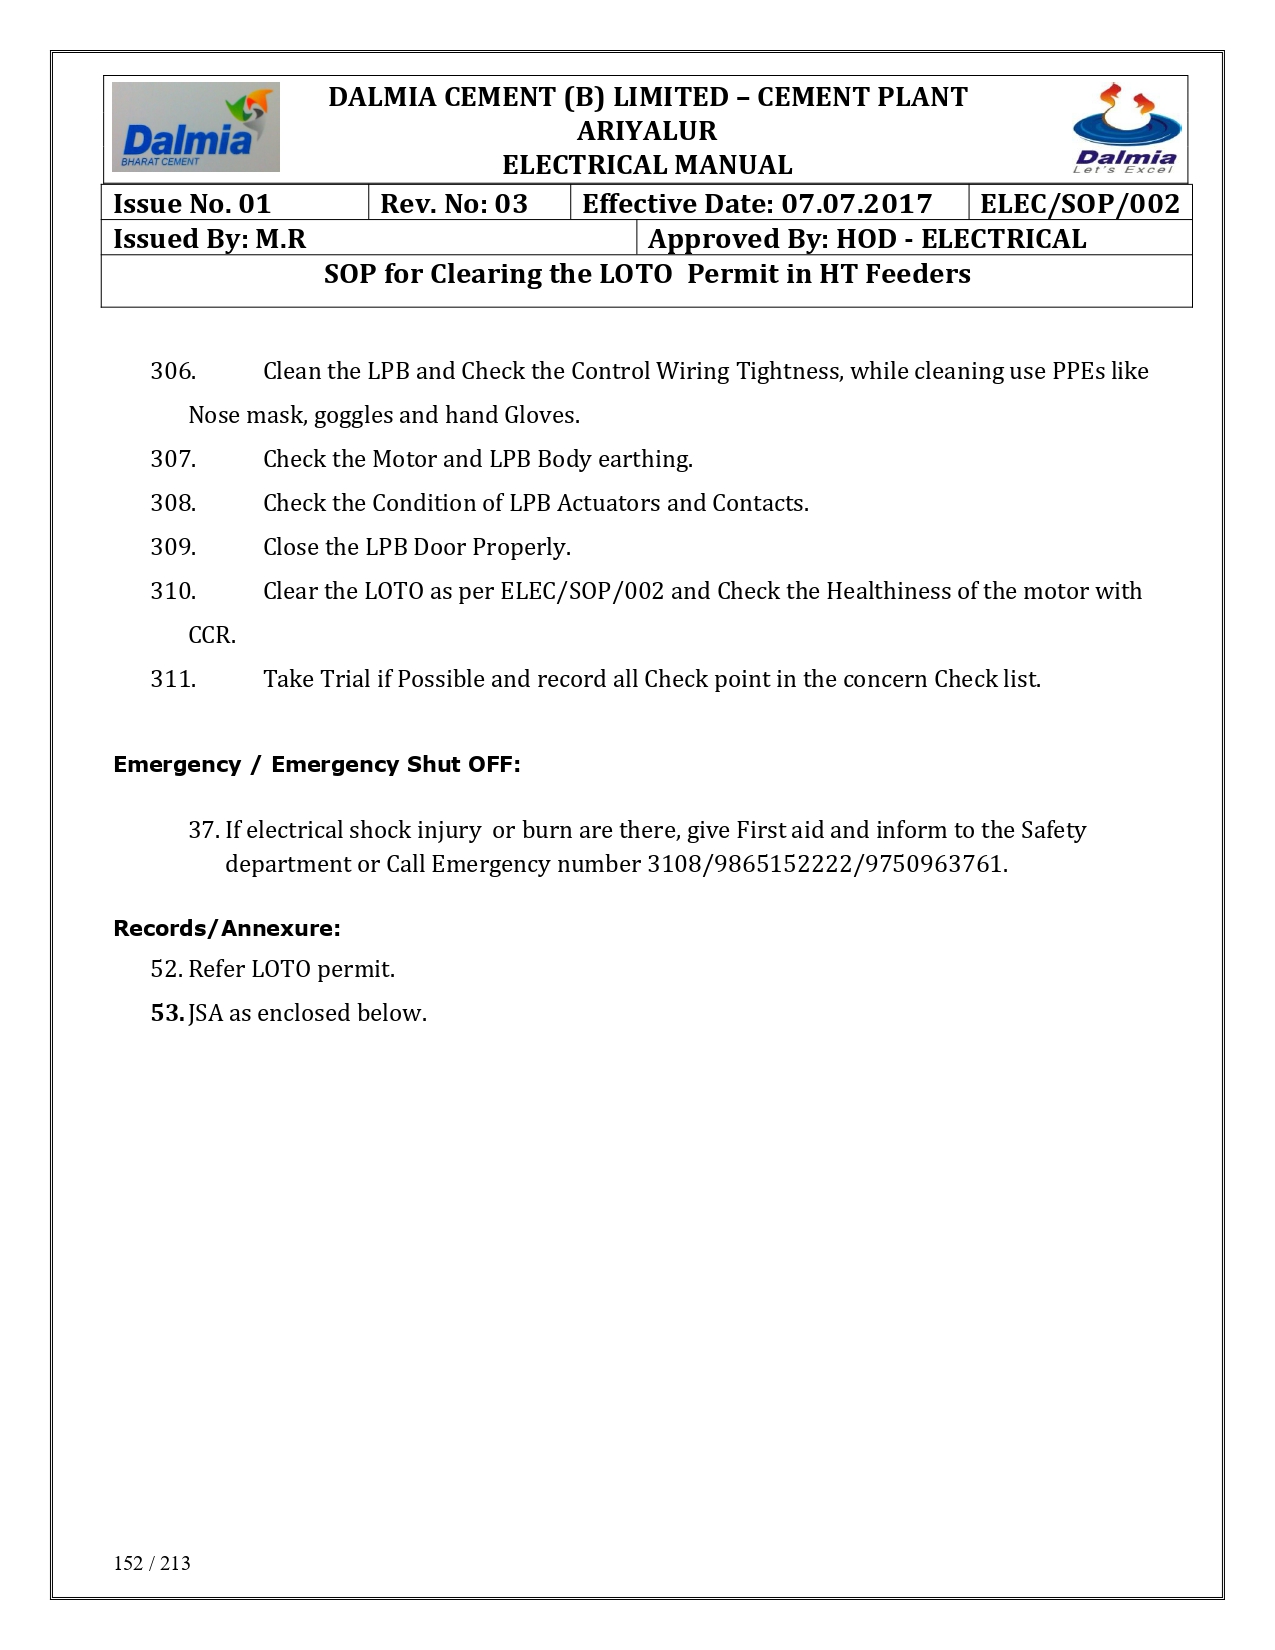 Dalmia
BHARAT CEMENT
DALMIA CEMENT (B) LIMITED – CEMENT PLANT
ARIYALUR
ELECTRICAL MANUAL
Dalmia
Let's Excel
Issue No. 01 Rev. No: 03 Effective Date: 07.07.2017 ELEC/SOP/002
Issued By: M.R Approved By: HOD - ELECTRICAL
SOP for Clearing the LOTO  Permit in HT Feeders
306. Clean the LPB and Check the Control Wiring Tightness, while cleaning use PPEs like
Nose mask, goggles and hand Gloves.
307. Check the Motor and LPB Body earthing.
308. Check the Condition of LPB Actuators and Contacts.
309. Close the LPB Door Properly.
310. Clear the LOTO as per ELEC/SOP/002 and Check the Healthiness of the motor with
CCR.
311. Take Trial if Possible and record all Check point in the concern Check list.
Emergency / Emergency Shut OFF:
37. If electrical shock injury  or burn are there, give First aid and inform to the Safety
department or Call Emergency number 3108/9865152222/9750963761.
Records/Annexure:
52. Refer LOTO permit.
53. JSA as enclosed below.
152 / 213